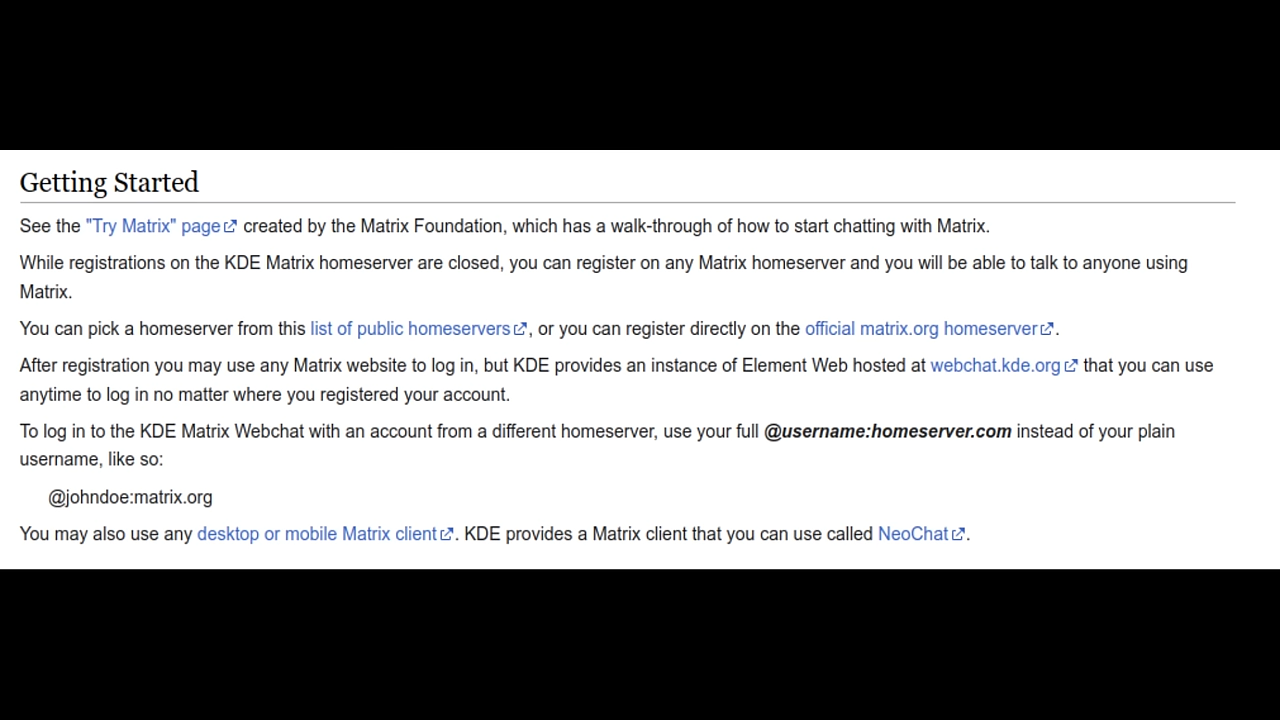 Getting Started
See the "Try Matrix" page created by the Matrix Foundation, which has a walk-through of how to start chatting with Matrix.
While registrations on the KDE Matrix homeserver are closed, you can register on any Matrix homeserver and you will be able to talk to anyone using
Matrix.
You can pick a homeserver from this list of public homeservers, or you can register directly on the official matrix.org homeserver.
After registration you may use any Matrix website to log in, but KDE provides an instance of Element Web hosted at webchat.kde.org that you can use
anytime to log in no matter where you registered your account.
To log in to the KDE Matrix Webchat with an account from a different homeserver, use your full @username:homeserver.com instead of your plain
username, like so:
@johndoe:matrix.org
You may also use any desktop or mobile Matrix client. KDE provides a Matrix client that you can use called NeoChat.